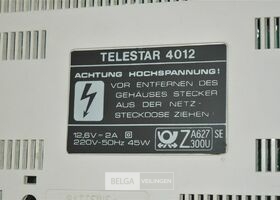 TELESTAR 4012
ACHTUNG HOCHSPANNUNG!
VOR ENTFERNEN DES
GEHÄUSES STECKER
AUS DER NETZ-
STECKDOSE ZIEHEN!
12,6V-2A
220V-50Hz 45W
Z A627 SE
300U
BELGA